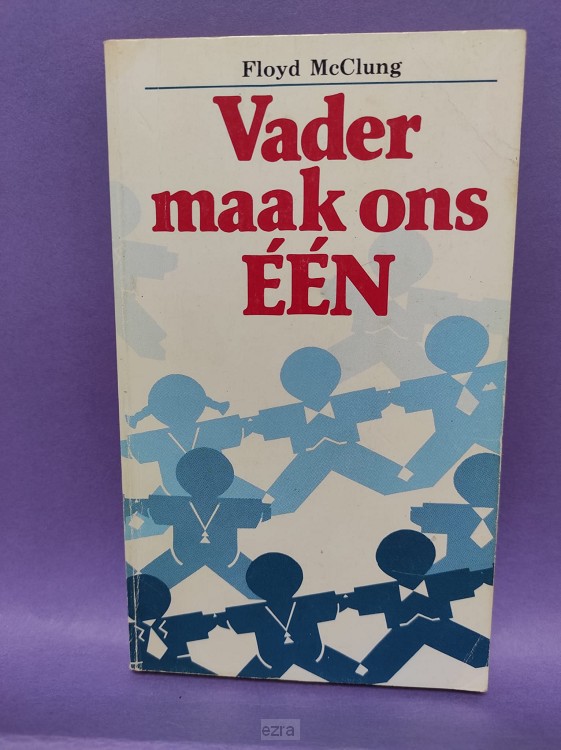 Floyd McClung
Vader
maak ons
ÉÉN
ezra